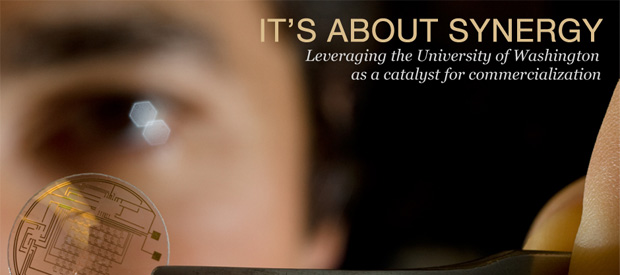 IT'S ABOUT SYNERGY
Leveraging the University of Washington
as a catalyst for commercialization